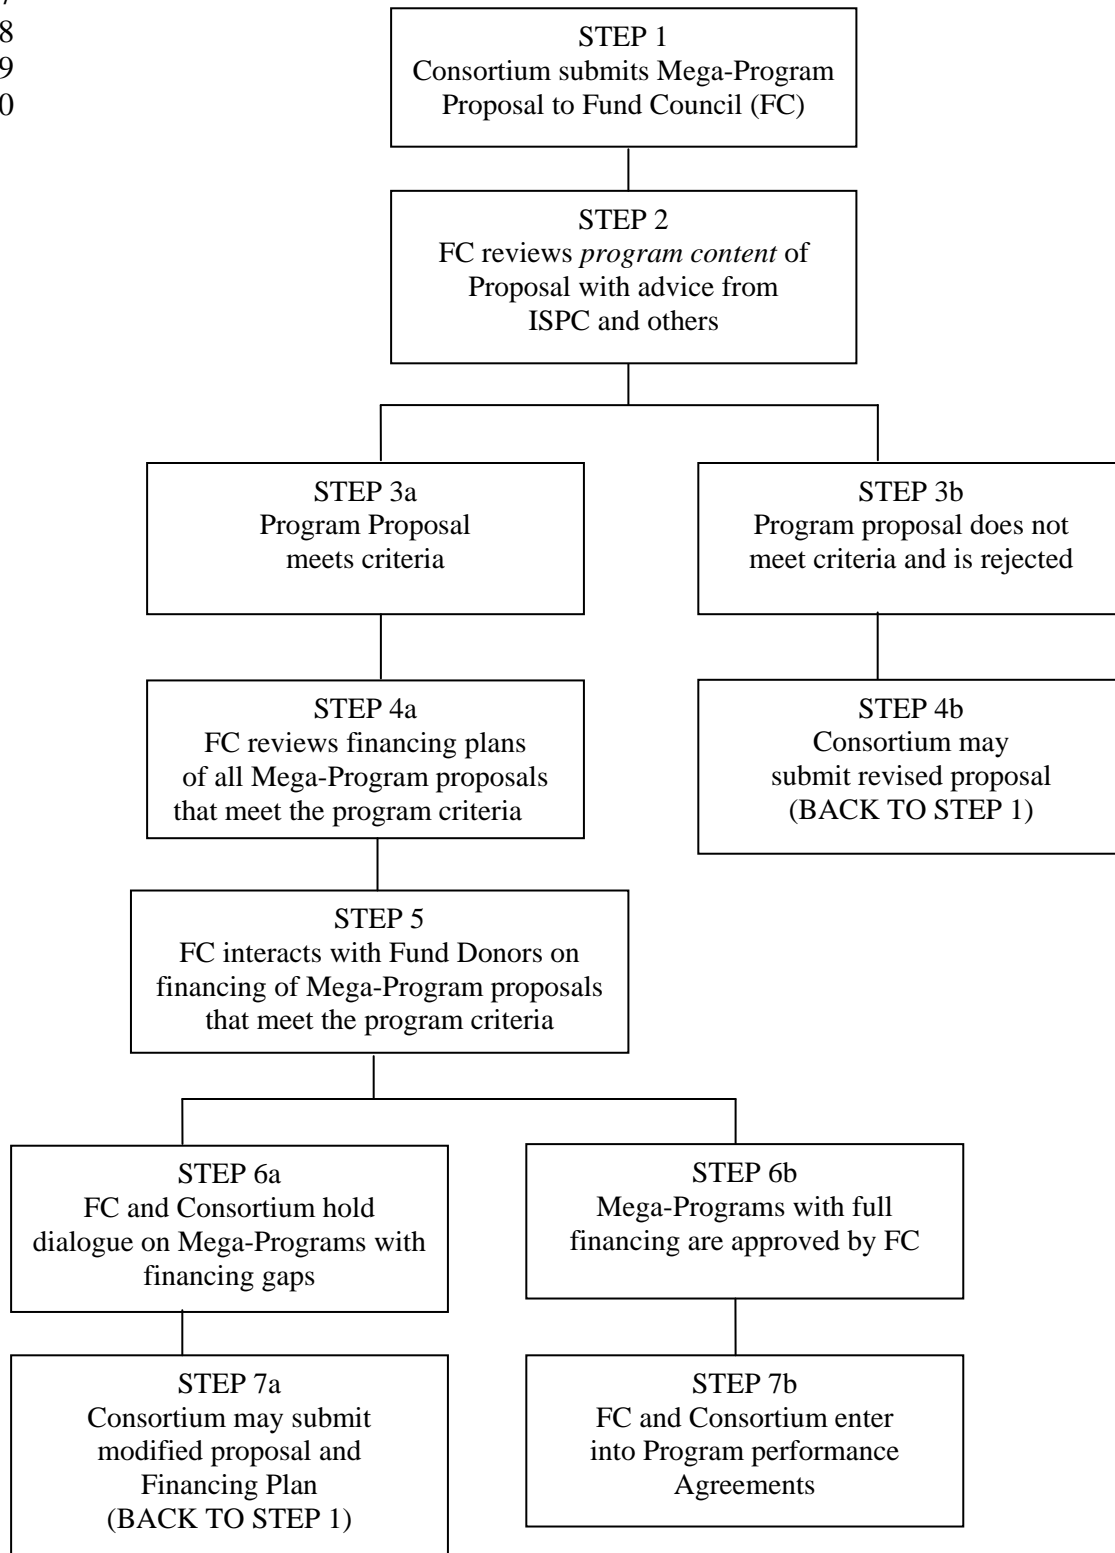 7
8
9
0
STEP 1
Consortium submits Mega-Program
Proposal to Fund Council (FC)
STEP 2
FC reviews program content of
Proposal with advice from
ISPC and others
STEP 3a
Program Proposal
meets criteria
STEP 3b
Program proposal does not
meet criteria and is rejected
STEP 4a
FC reviews financing plans
of all Mega-Program proposals
that meet the program criteria
STEP 4b
Consortium may
submit revised proposal
(BACK TO STEP 1)
STEP 5
FC interacts with Fund Donors on
financing of Mega-Program proposals
that meet the program criteria
STEP 6a
FC and Consortium hold
dialogue on Mega-Programs with
financing gaps
STEP 6b
Mega-Programs with full
financing are approved by FC
STEP 7a
Consortium may submit
modified proposal and
Financing Plan
(BACK TO STEP 1)
STEP 7b
FC and Consortium enter
into Program performance
Agreements